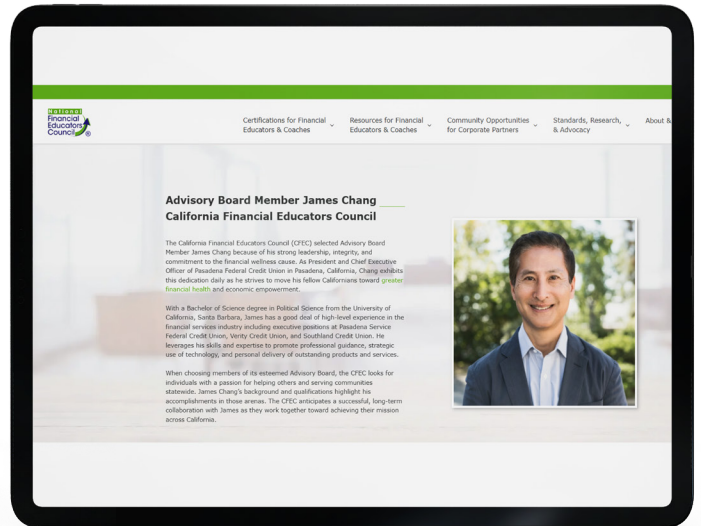 National
Financial
Educators
Council ®
Certifications for Financial
Educators & Coaches
Resources for Financial
Educators & Coaches
Community Opportunities
for Corporate Partners
Standards, Research,
& Advocacy
About &
Advisory Board Member James Chang
California Financial Educators Council
The California Financial Educators Council (CFEC) selected Advisory Board
Member James Chang because of his strong leadership, integrity, and
commitment to the financial wellness cause. As President and Chief Executive
Officer of Pasadena Federal Credit Union in Pasadena, California, Chang exhibits
this dedication daily as he strives to move his fellow Californians toward greater
financial health and economic empowerment.
With a Bachelor of Science degree in Political Science from the University of
California, Santa Barbara, James has a good deal of high-level experience in the
financial services industry including executive positions at Pasadena Service
Federal Credit Union, Verity Credit Union, and Southland Credit Union. He
leverages his skills and expertise to promote professional guidance, strategic
use of technology, and personal delivery of outstanding products and services.
When choosing members of its esteemed Advisory Board, the CFEC looks for
individuals with a passion for helping others and serving communities
statewide. James Chang's background and qualifications highlight his
accomplishments in those arenas. The CFEC anticipates a successful, long-term
collaboration with James as they work together toward achieving their mission
across California.